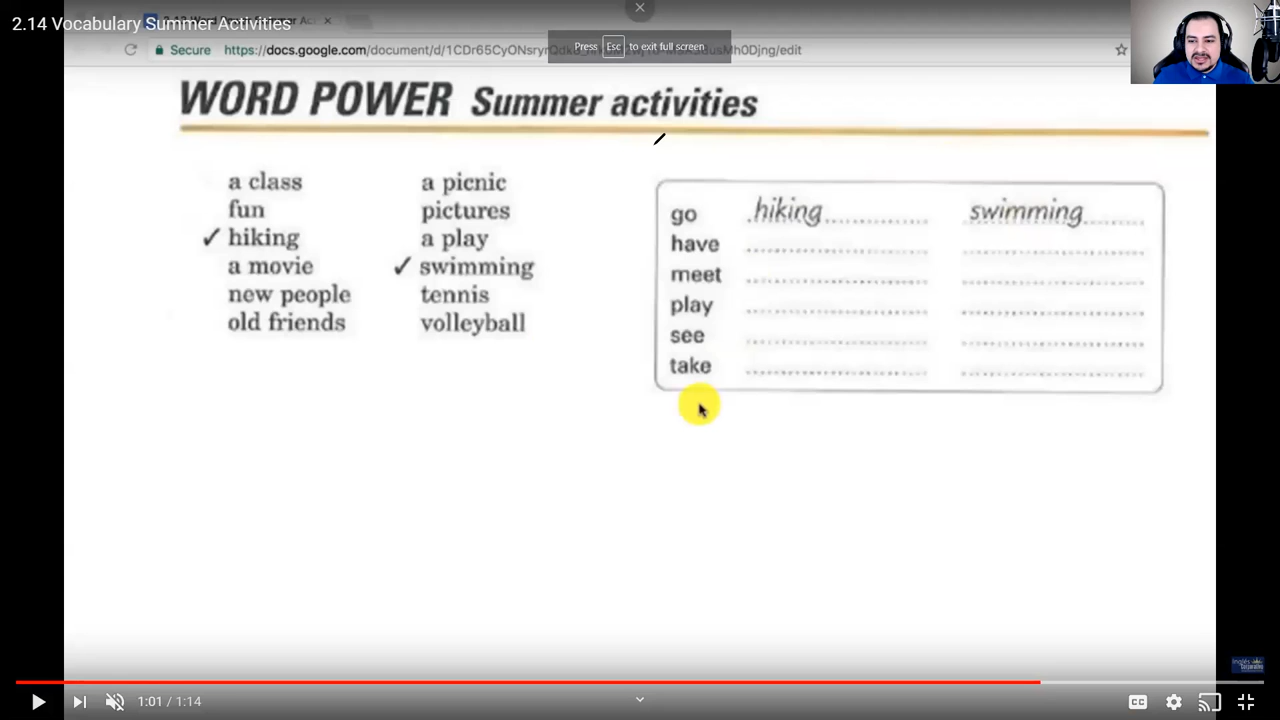 2.14 Vocabulary Summer Activities
Press Esc to exit full screen
Secure
WORD POWER Summer activities
a class
fun
✓ hiking
a movie
new people
old friends
a picnic
pictures
a play
✓ swimming
tennis
volleyball
go hiking swimming
have
meet
play
see
take
1:01 / 1:14
CC